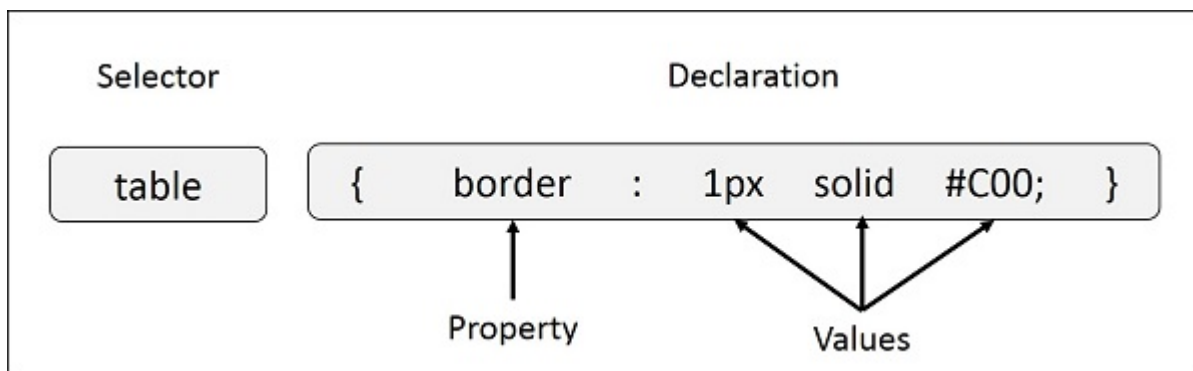 Selector Declaration
table { border : 1px solid #C00; }
Property Values